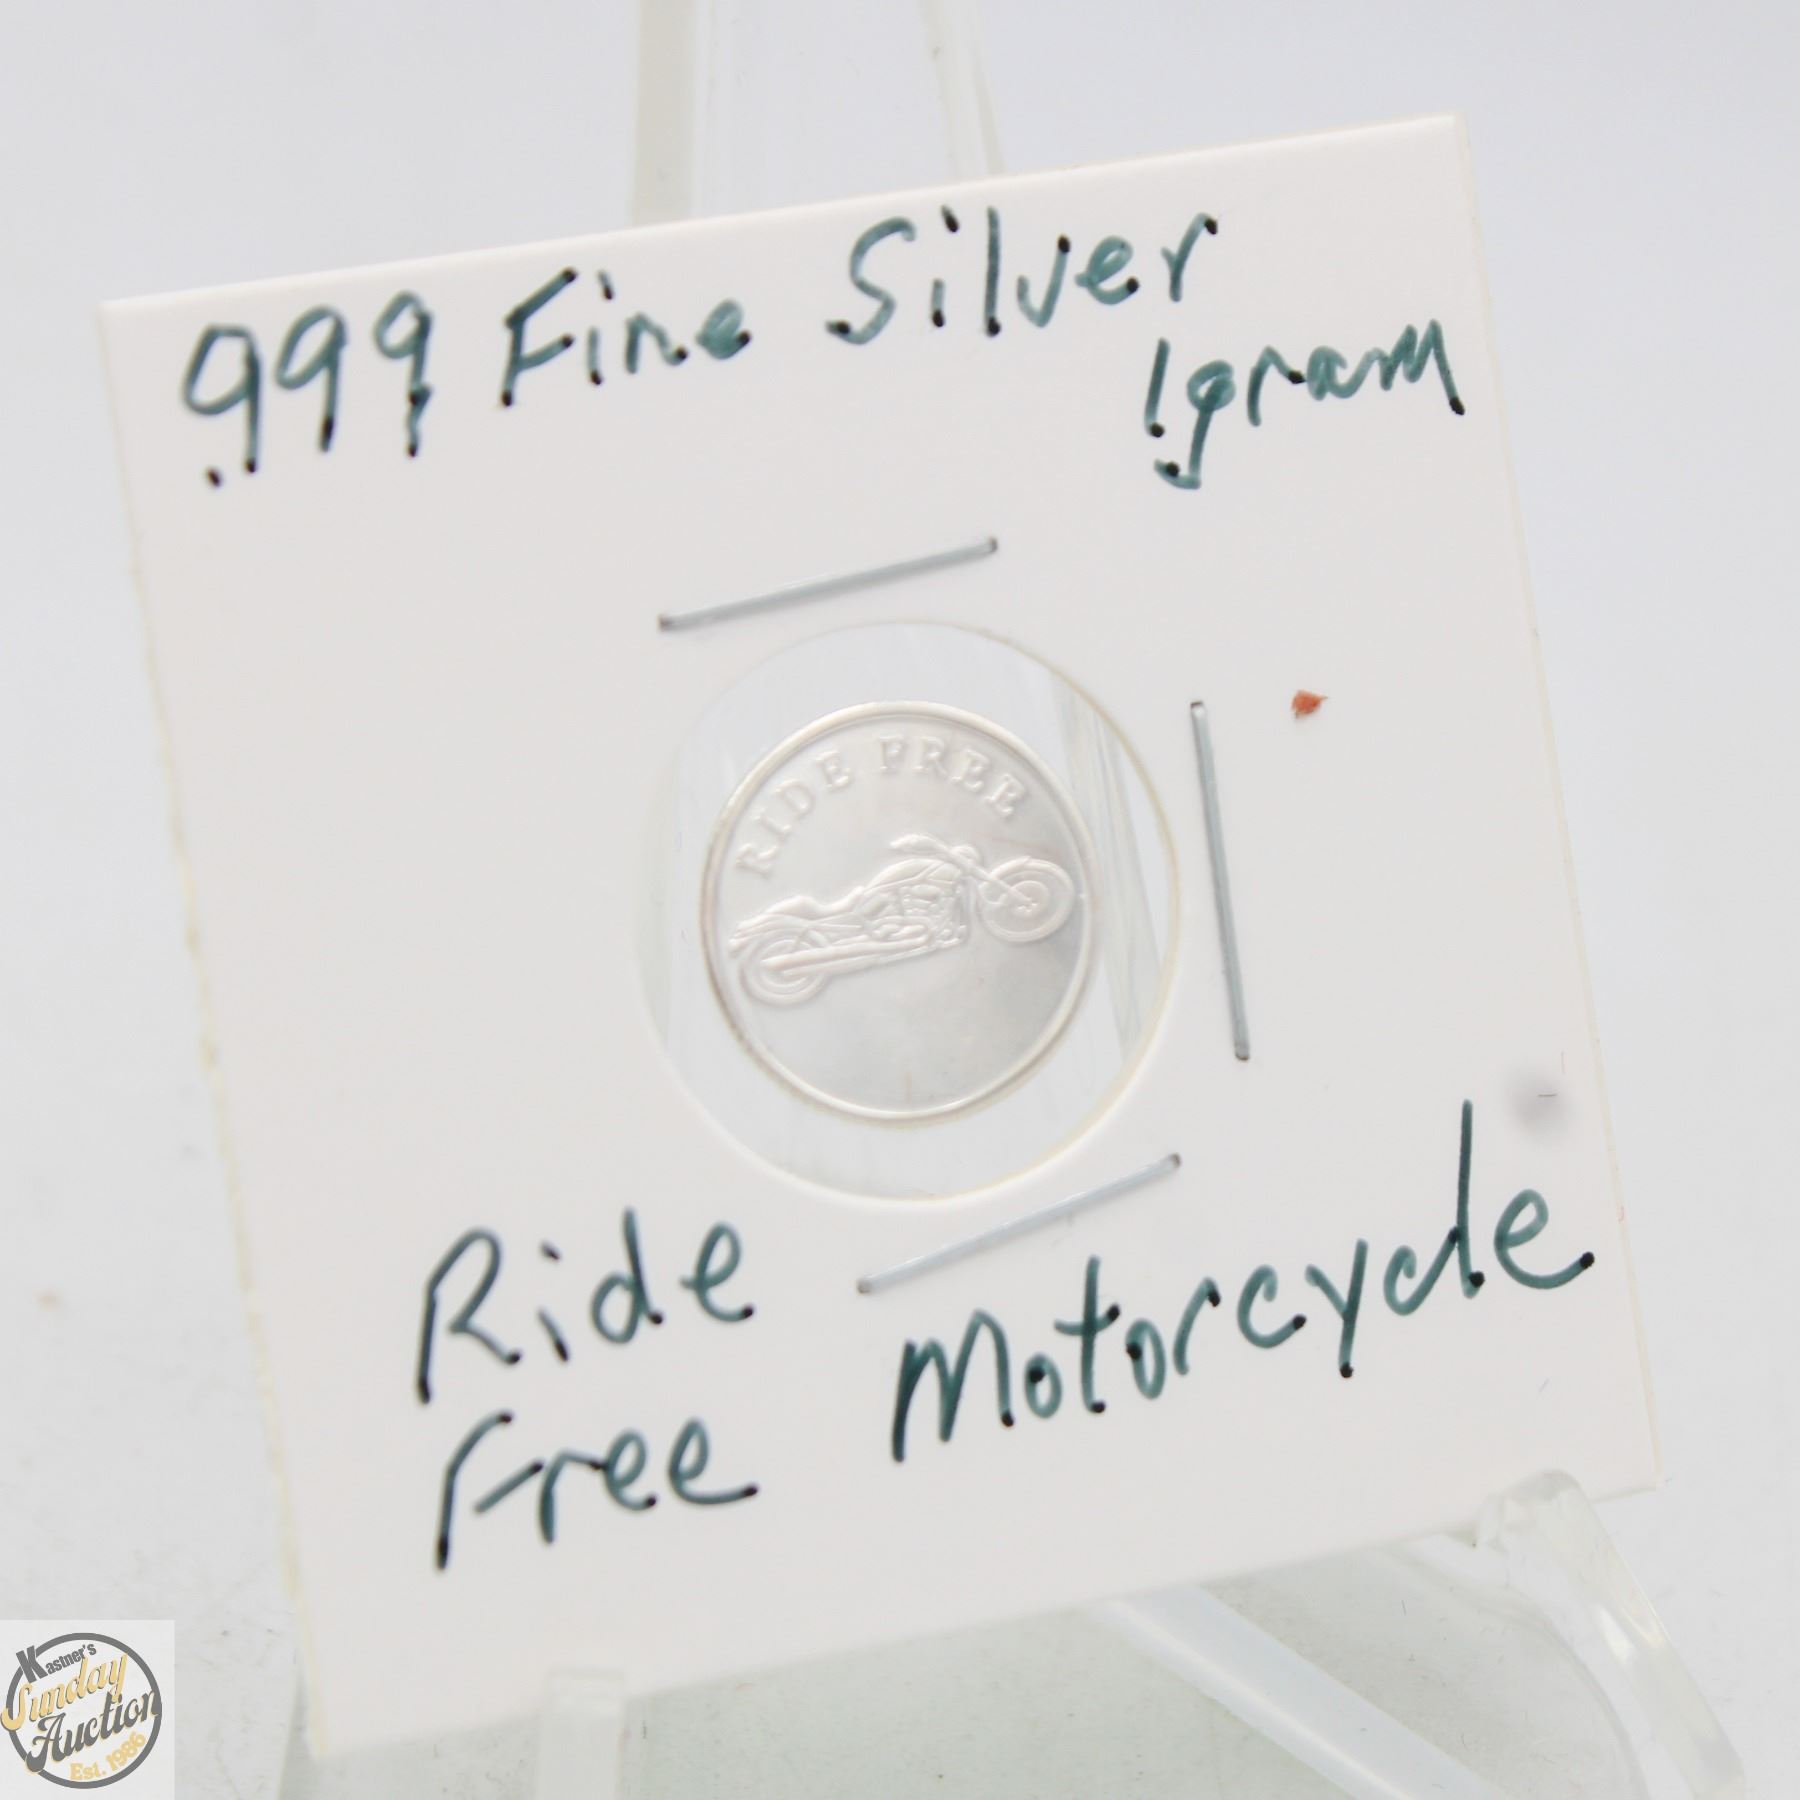 .999 Fine Silver
1gram
RIDE FREE
Ride
Free Motorcycle
Kastner's
Sunday
Auction
Est. 1986